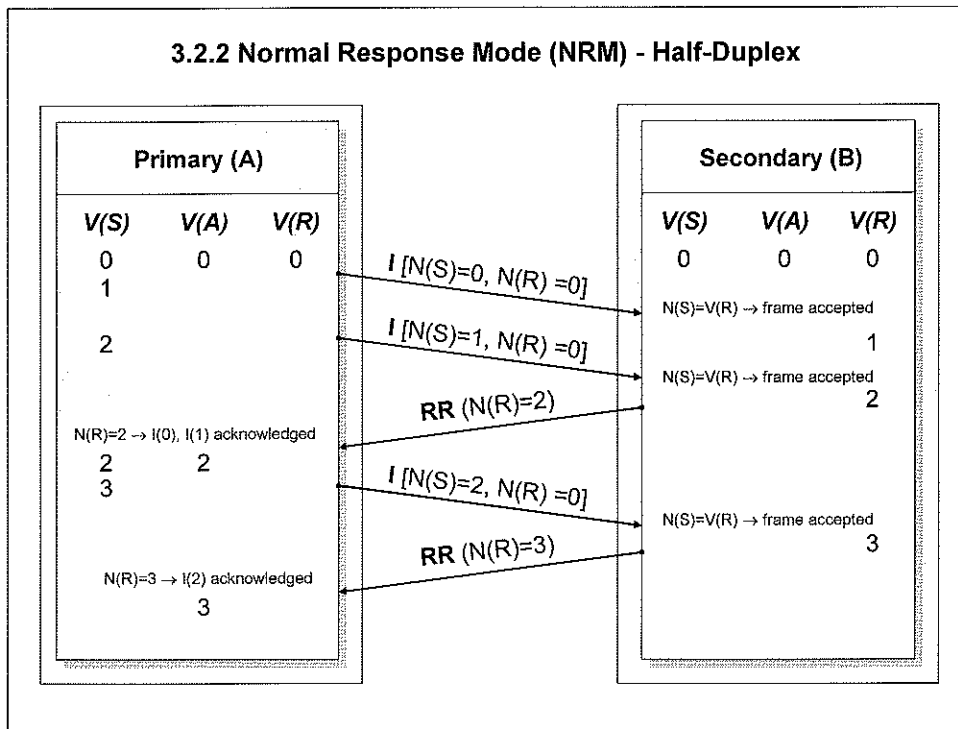 3.2.2 Normal Response Mode (NRM) - Half-Duplex
Primary (A)
V(S) V(A) V(R)
0 0 0
1
2
N(R)=2 → I(0), I(1) acknowledged
2 2
3
N(R)=3 → I(2) acknowledged
3
I [N(S)=0, N(R) =0]
I [N(S)=1, N(R) =0]
RR (N(R)=2)
I [N(S)=2, N(R) =0]
RR (N(R)=3)
Secondary (B)
V(S) V(A) V(R)
0 0 0
N(S)=V(R) → frame accepted
1
N(S)=V(R) → frame accepted
2
N(S)=V(R) → frame accepted
3